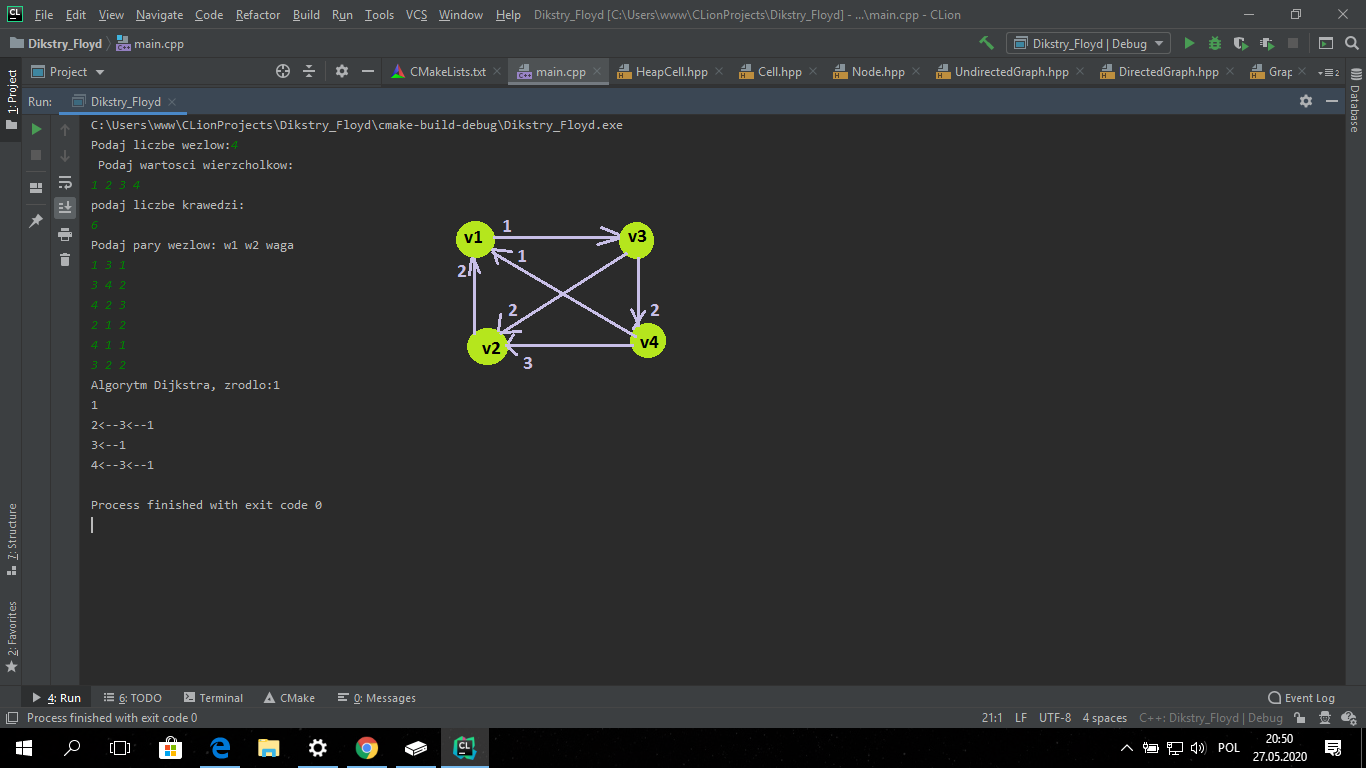 CL File Edit View Navigate Code Refactor Build Run Tools VCS Window Help Dikstry_Floyd [C:\Users\www\CLionProjects\Dikstry_Floyd] - ...\main.cpp - CLion
Dikstry_Floyd main.cpp Dikstry_Floyd | Debug
1: Project
Project CMakeLists.txt main.cpp HeapCell.hpp Cell.hpp Node.hpp UndirectedGraph.hpp DirectedGraph.hpp Grap
Database
Run: Dikstry_Floyd
C:\Users\www\CLionProjects\Dikstry_Floyd\cmake-build-debug\Dikstry_Floyd.exe
Podaj liczbe wezlow:4
Podaj wartosci wierzcholkow:
1 2 3 4
podaj liczbe krawedzi:
6
Podaj pary wezlow: w1 w2 waga
1 3 1
3 4 2
4 2 3
2 1 2
4 1 1
3 2 2
Algorytm Dijkstra, zrodlo:1
1
2<--3<--1
3<--1
4<--3<--1
Process finished with exit code 0
1
v1 v3
1
2
2 2
v2 v4
3
7: Structure
2: Favorites
4: Run 6: TODO Terminal CMake 0: Messages Event Log
Process finished with exit code 0 21:1 LF UTF-8 4 spaces C++: Dikstry_Floyd | Debug
CL POL 20:50
27.05.2020